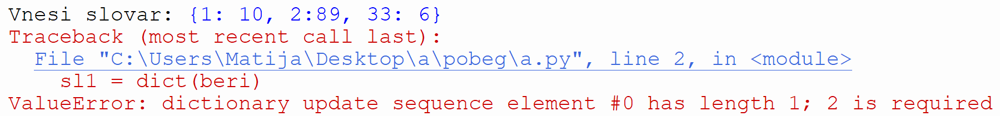 Vnesi slovar: {1: 10, 2:89, 33: 6}
Traceback (most recent call last):
  File "C:\Users\Matija\Desktop\a\pobeg\a.py", line 2, in <module>
    sl1 = dict(beri)
ValueError: dictionary update sequence element #0 has length 1; 2 is required